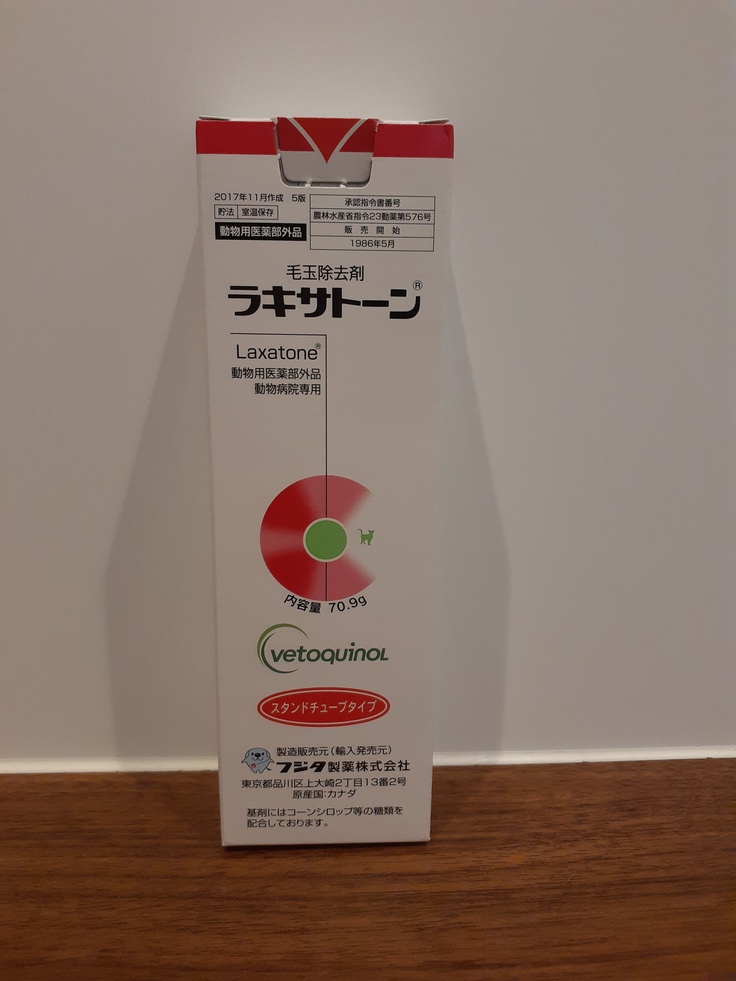 2017年11月作成 5版
貯法 室温保存
動物用医薬部外品
承認指令書番号
農林水産省指令23動薬第576号
販売開始
1986年5月
毛玉除去剤
ラキサトーン®
Laxatone®
動物用医薬部外品
動物病院専用
内容量 70.9g
vetoquinol
スタンドチューブタイプ
製造販売元(輸入発売元)
フジタ製薬株式会社
東京都品川区上大崎2丁目13番2号
原産国:カナダ
基剤にはコーンシロップ等の糖類を
配合しております。